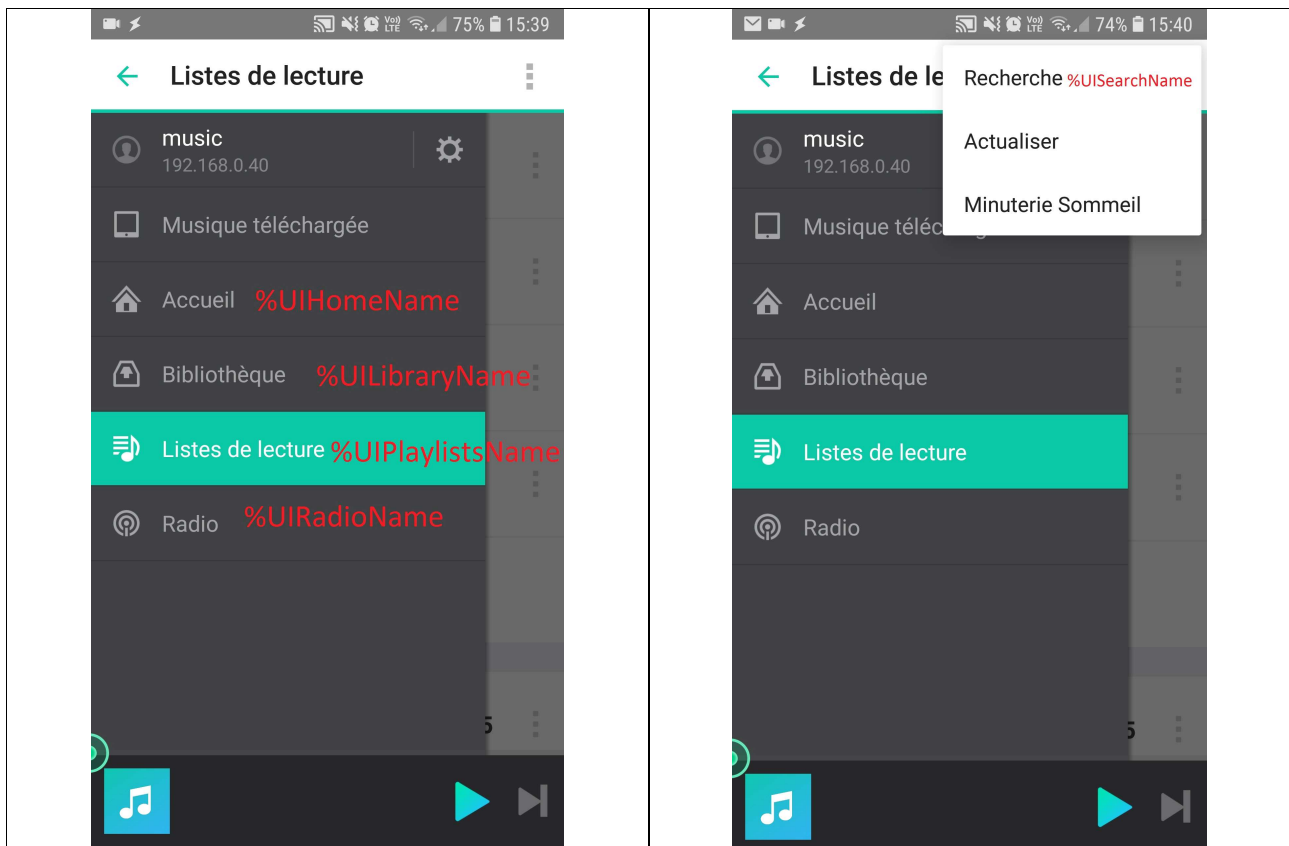 75% 15:39
Listes de lecture
music
192.168.0.40
Musique téléchargée
Accueil %UIHomeName
Bibliothèque %UILibraryName
Listes de lecture %UIPlaylistsName
Radio %UIRadioName
5
74% 15:40
Listes de le
Recherche %UISearchName
Actualiser
Minuterie Sommeil
music
192.168.0.40
Musique téléc
Accueil
Bibliothèque
Listes de lecture
Radio
5